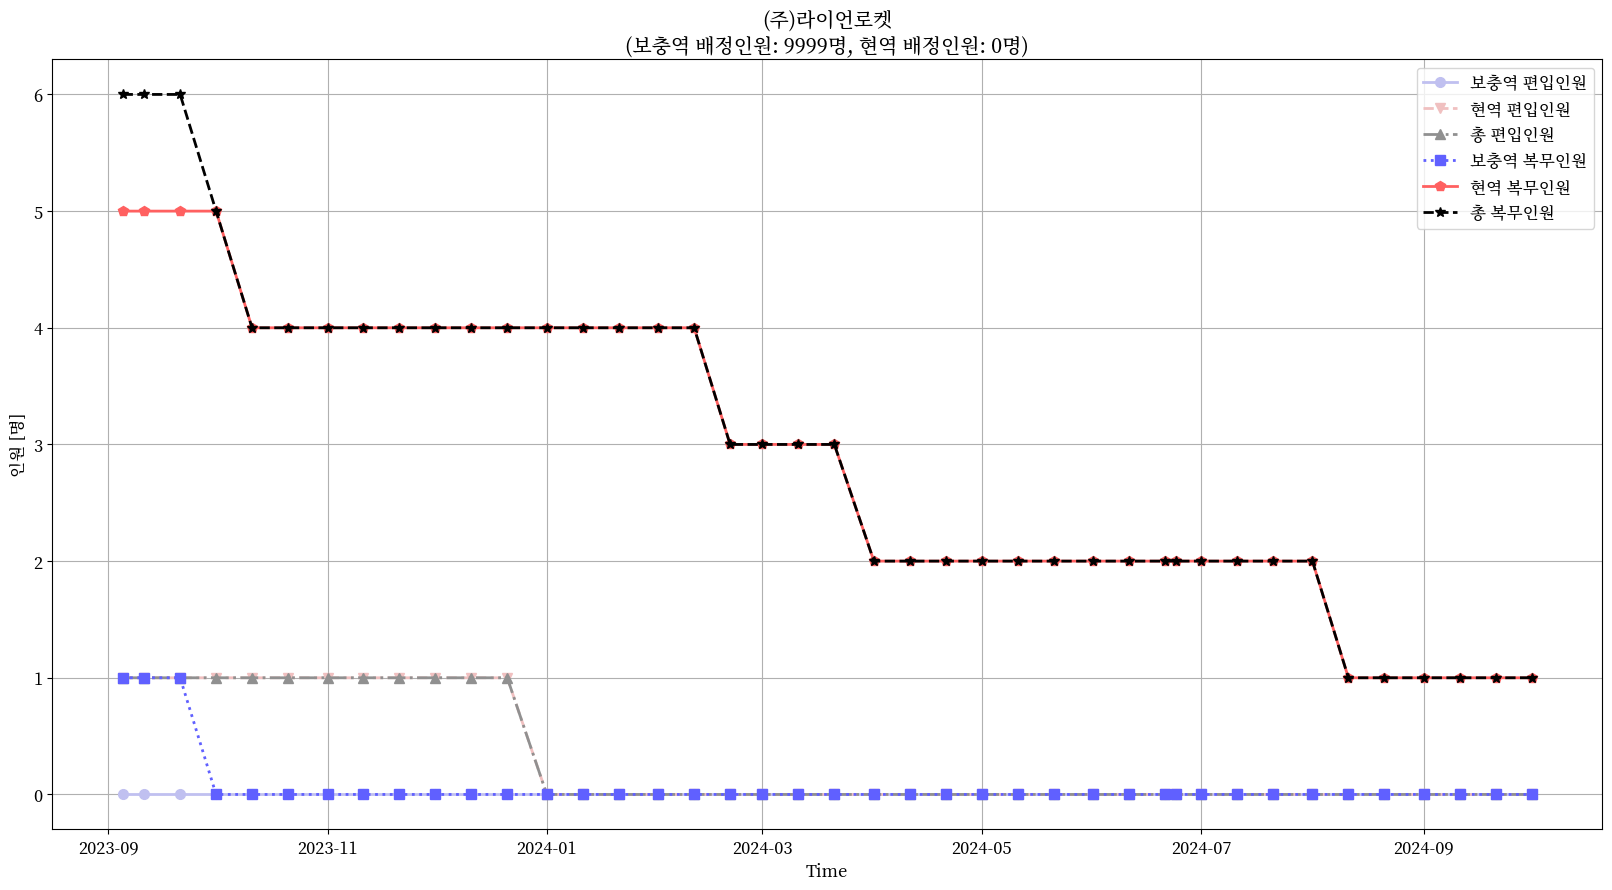 (주)라이언로켓
(보충역 배정인원: 9999명, 현역 배정인원: 0명)
보충역 편입인원
현역 편입인원
총 편입인원
보충역 복무인원
현역 복무인원
총 복무인원
인원 [명]
6
5
4
3
2
1
0
2023-09 2023-11 2024-01 2024-03 2024-05 2024-07 2024-09
Time